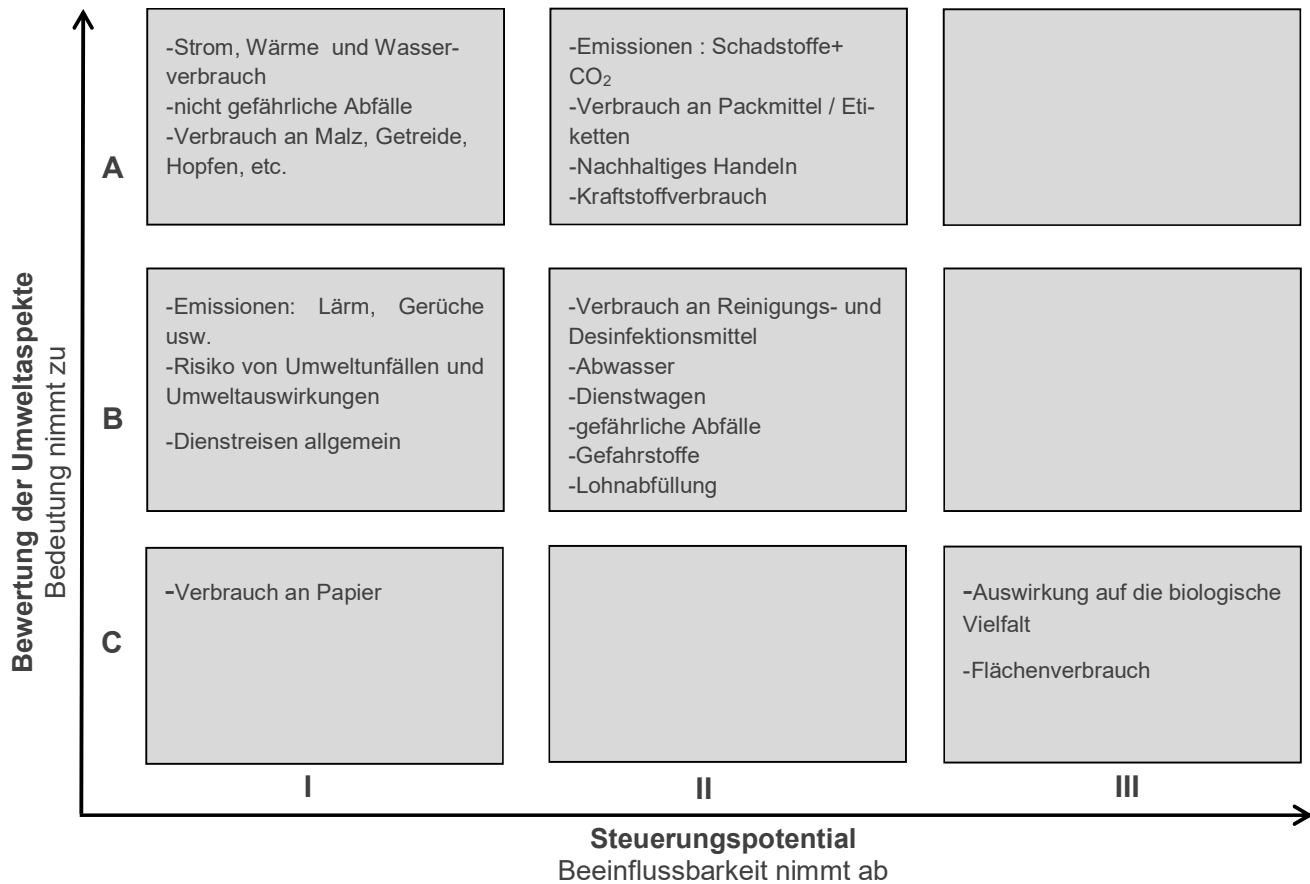 -Strom, Wärme und Wasser-
verbrauch
-nicht gefährliche Abfälle
-Verbrauch an Malz, Getreide,
Hopfen, etc.
-Emissionen : Schadstoffe+
CO₂
-Verbrauch an Packmittel / Eti-
ketten
-Nachhaltiges Handeln
-Kraftstoffverbrauch
A
-Emissionen: Lärm, Gerüche
usw.
-Risiko von Umweltunfällen und
Umweltauswirkungen
-Dienstreisen allgemein
-Verbrauch an Reinigungs- und
Desinfektionsmittel
-Abwasser
-Dienstwagen
-gefährliche Abfälle
-Gefahrstoffe
-Lohnabfüllung
B
Bewertung der Umweltaspekte
Bedeutung nimmt zu
-Verbrauch an Papier
-Auswirkung auf die biologische
Vielfalt
-Flächenverbrauch
C
I
II
III
Steuerungspotential
Beeinflussbarkeit nimmt ab